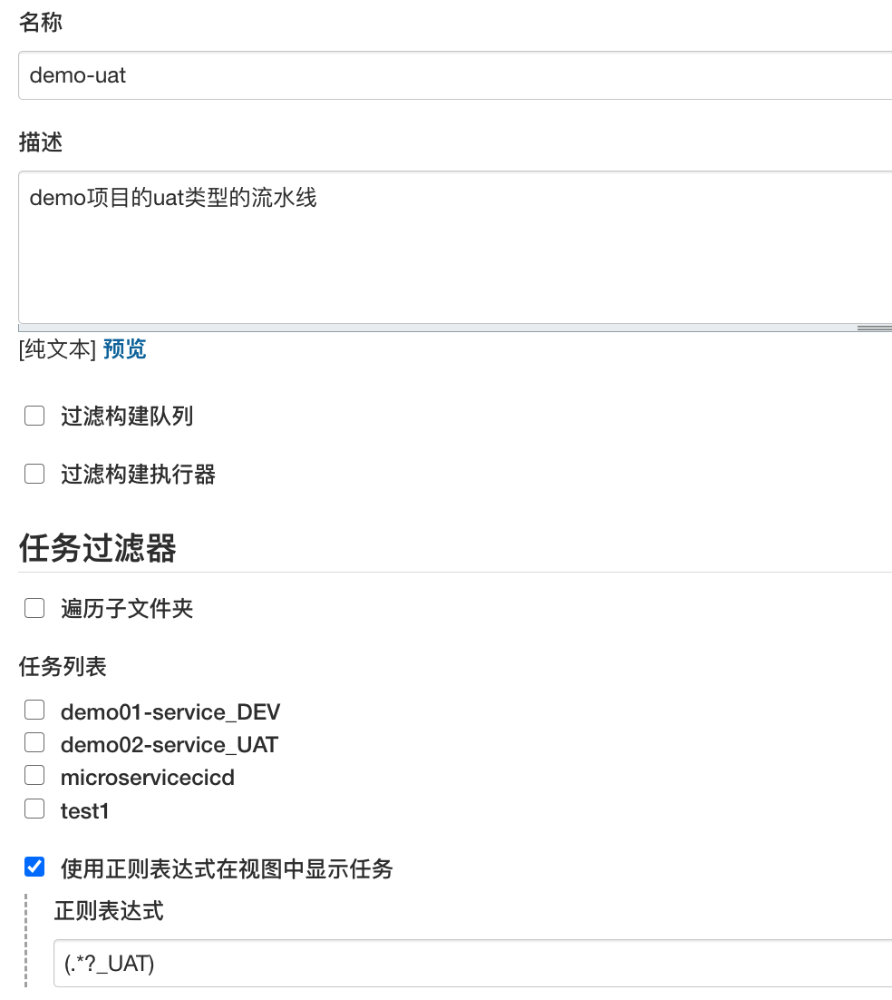 名称
demo-uat
描述
demo项目的uat类型的流水线
[纯文本] 预览
过滤构建队列
过滤构建执行器
任务过滤器
遍历子文件夹
任务列表
demo01-service_DEV
demo02-service_UAT
microservicecicd
test1
使用正则表达式在视图中显示任务
正则表达式
(.*?_UAT)